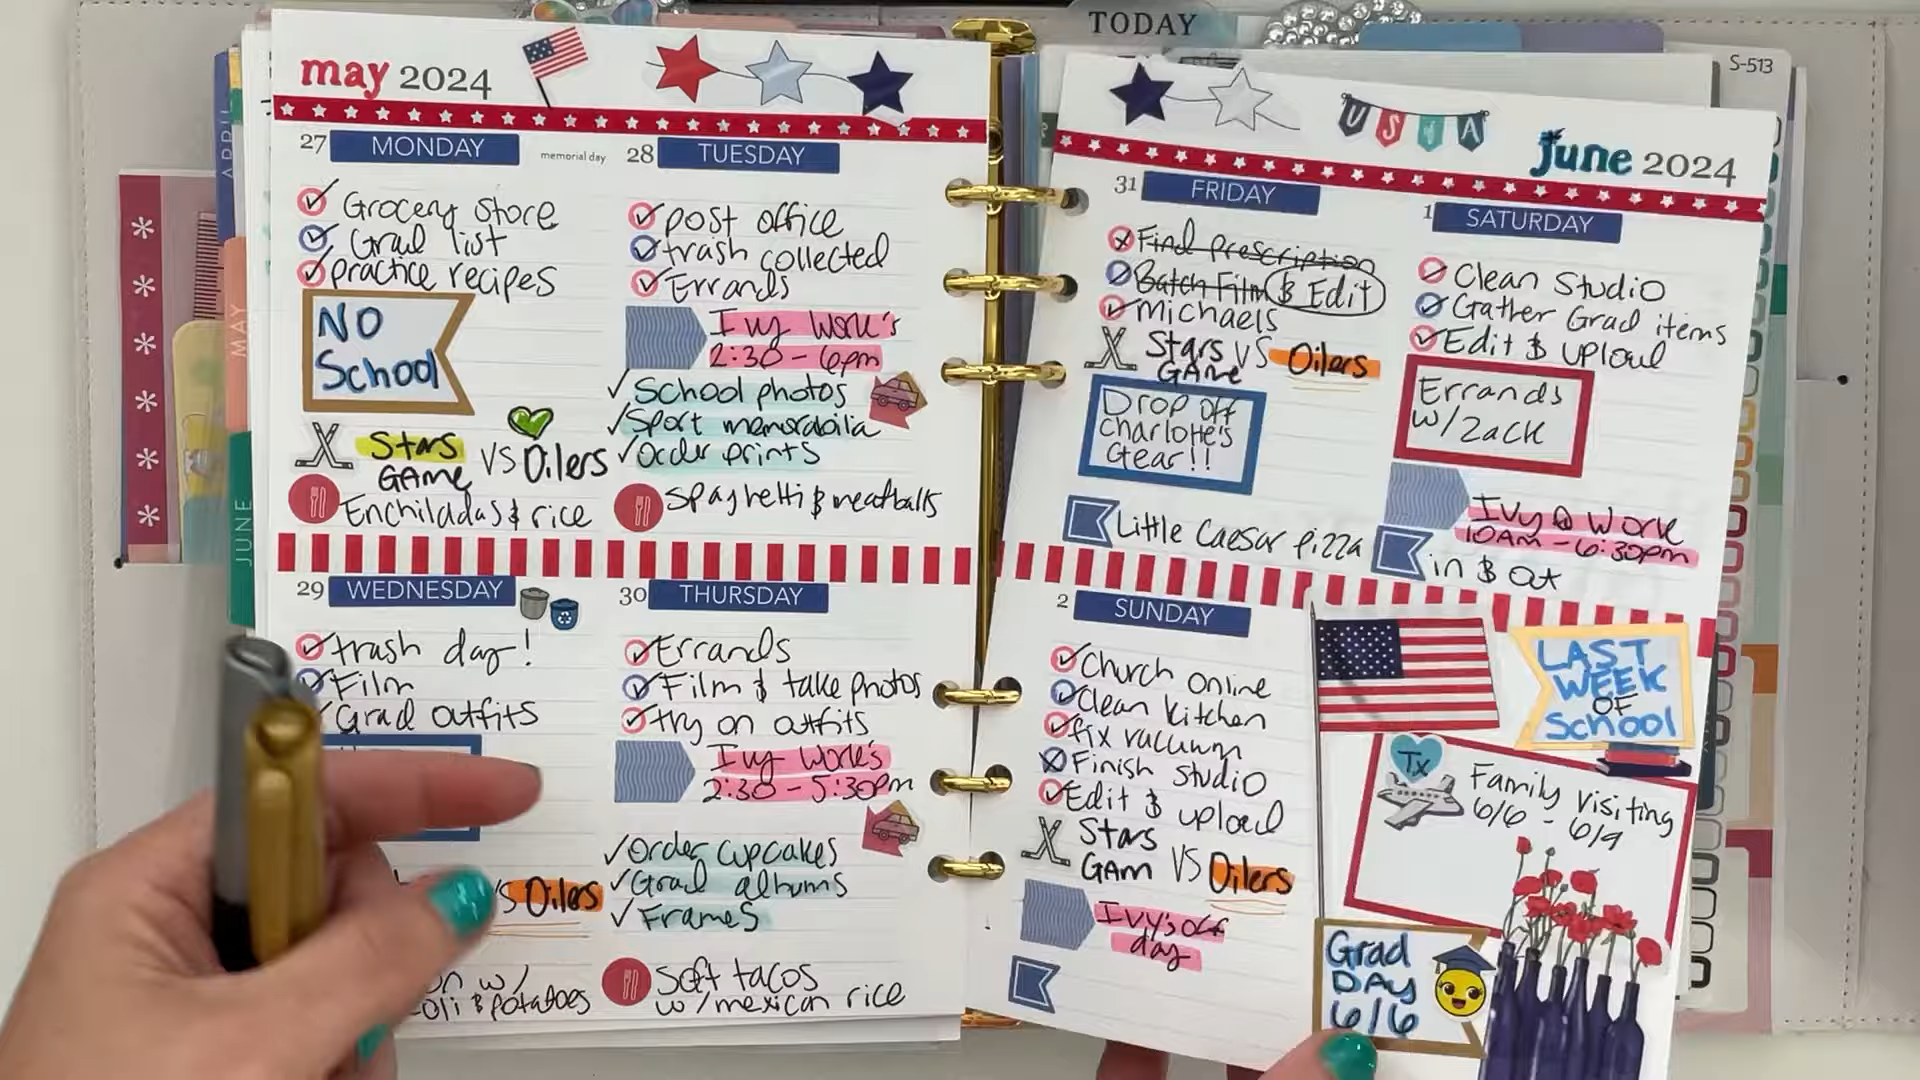 TODAY
S-513
may 2024
27 MONDAY
memorial day
Grocery Store
Grad list
practice recipes
NO
School
Stars
GAME VS Oilers
Enchiladas & rice
28 TUESDAY
post office
trash collected
Errands
Ivy Work's
2:30 - 6pm
School photos
Sport memorabilia
Order prints
Spaghetti & meatballs
29 WEDNESDAY
trash day!
Film
Grad outfits
VS Oilers
w/
& potatoes
30 THURSDAY
Errands
Film & take photos
try on outfits
Ivy Work's
2:30 - 5:30pm
Order cupcakes
Grad albums
Frames
Soft tacos
w/ mexican rice
USA
June 2024
31 FRIDAY
Find prescription
Batch Film & Edit
Michaels
Stars VS Oilers
GAME
Drop off
Charlotte's
Gear!!
Little Caesar pizza
1 SATURDAY
Clean Studio
Gather Grad items
Edit & upload
Errands
w/ Zack
Ivy @ Work
10AM - 6:30pm
in & out
2 SUNDAY
Church online
Clean kitchen
fix vacuum
Finish studio
Edit & upload
Stars
GAM VS Oilers
Ivy's off
day
LAST
WEEK
OF
School
Tx
Family visiting
6/6 - 6/9
Grad
DAY
6/6
APRIL
MAY
JUNE